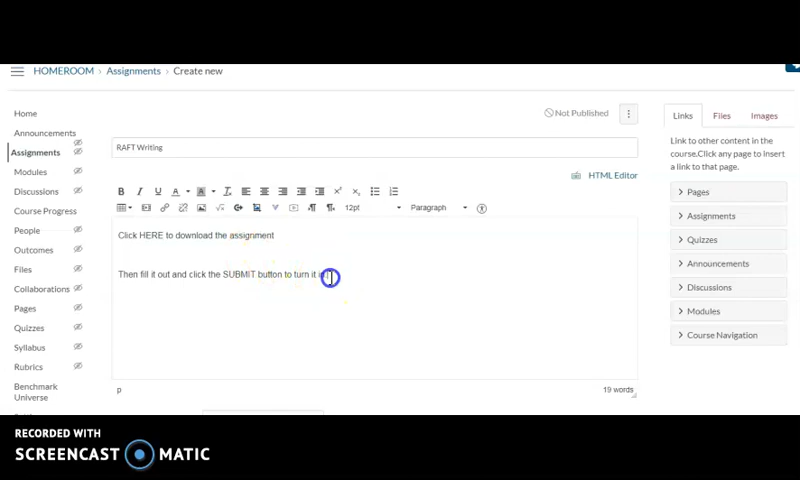 HOMEROOM > Assignments > Create new
Home
Announcements
Assignments
Modules
Discussions
Course Progress
People
Outcomes
Files
Collaborations
Pages
Quizzes
Syllabus
Rubrics
Benchmark
Universe
Not Published
RAFT Writing
HTML Editor
B I U A A
12pt Paragraph
Click HERE to download the assignment
Then fill it out and click the SUBMIT button to turn it in
p
19 words
Links Files Images
Link to other content in the
course.Click any page to insert
a link to that page.
Pages
Assignments
Quizzes
Announcements
Discussions
Modules
Course Navigation
RECORDED WITH
SCREENCAST MATIC